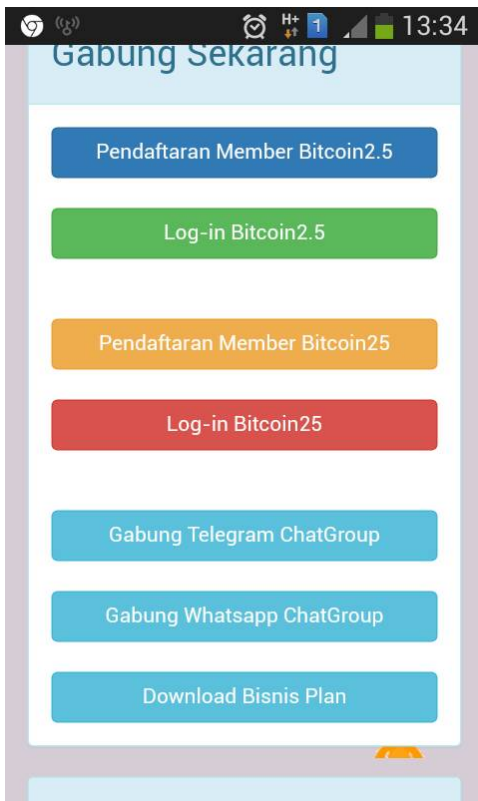 H+
1
13:34
Gabung Sekarang
Pendaftaran Member Bitcoin2.5
Log-in Bitcoin2.5
Pendaftaran Member Bitcoin25
Log-in Bitcoin25
Gabung Telegram ChatGroup
Gabung Whatsapp ChatGroup
Download Bisnis Plan